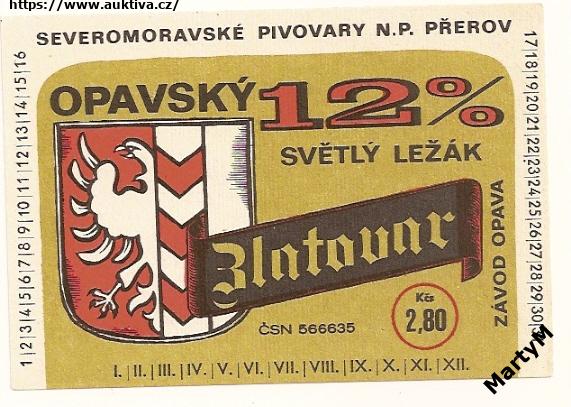 https://www.auktiva.cz/
SEVEROMORAVSKÉ PIVOVARY N.P. PŘEROV
OPAVSKÝ 12%
SVĚTLÝ LEŽÁK
Zlatovar
ZÁVOD OPAVA
Kčs
2,80
ČSN 566635
1|2|3|4|5|6|7|8|9|10|11|12|13|14|15|16
17|18|19|20|21|22|23|24|25|26|27|28|29|30|
I.|II.|III.|IV.|V.|VI.|VII.|VIII.|IX.|X.|XI.|XII.
MartyM